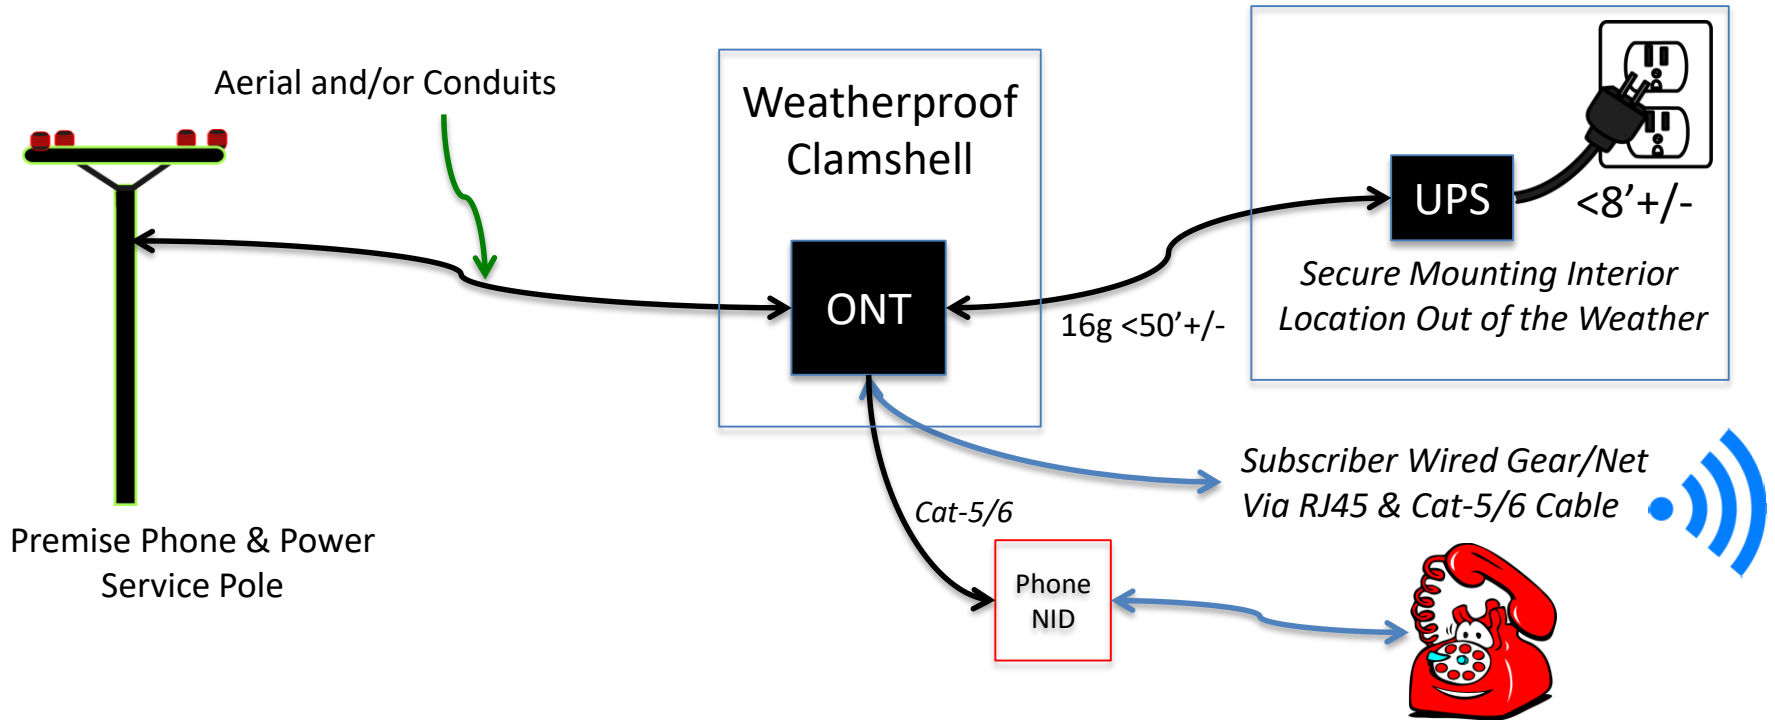 Aerial and/or Conduits
Weatherproof
Clamshell
UPS
<8’+/-
Secure Mounting Interior
Location Out of the Weather
ONT
16g <50’+/-
Subscriber Wired Gear/Net
Via RJ45 & Cat-5/6 Cable
Cat-5/6
Premise Phone & Power
Service Pole
Phone
NID